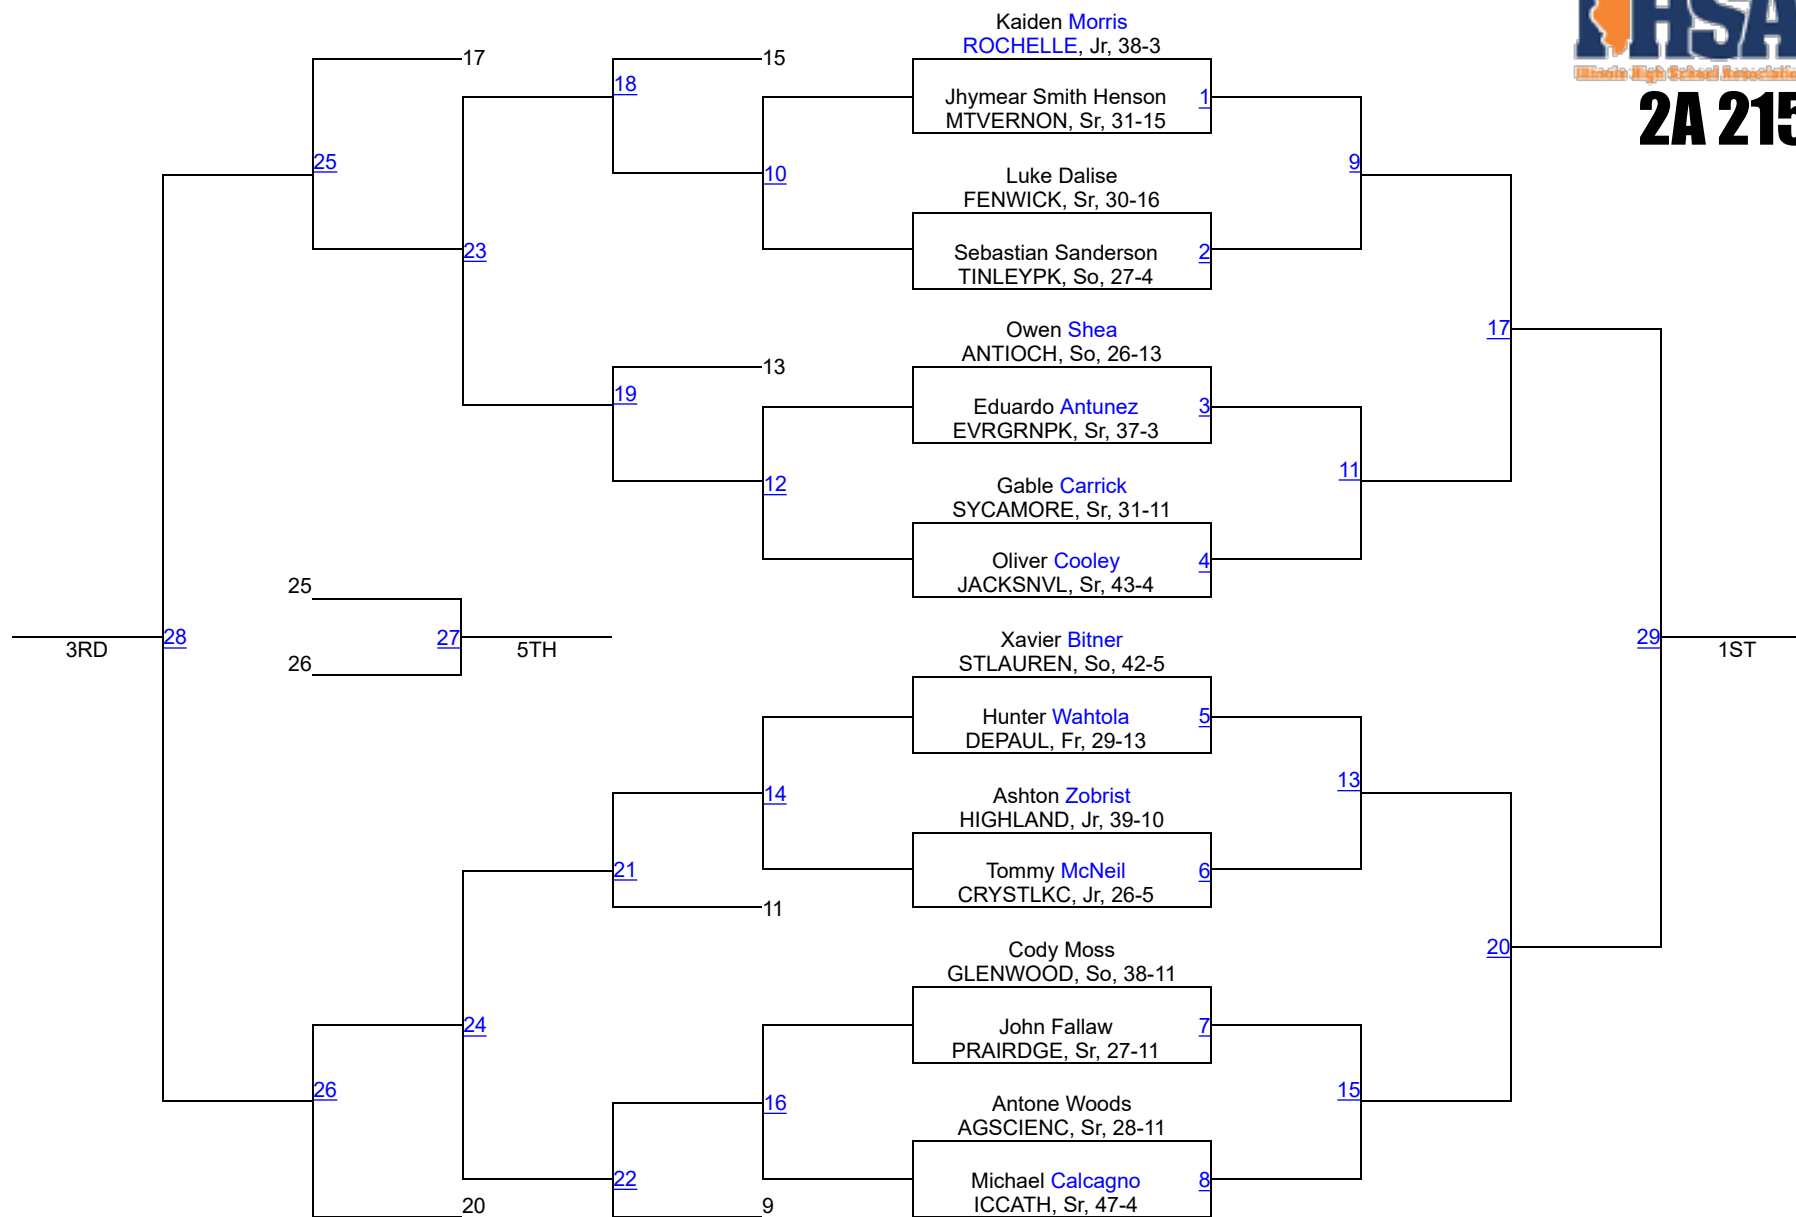 Kaiden Morris
ROCHELLE, Jr, 38-3
Illinois High School Associatio
2A 215
17
15
18
Jhymear Smith Henson
1
MTVERNON, Sr, 31-15
25
10
Luke Dalise
9
FENWICK, Sr, 30-16
23
Sebastian Sanderson
2
TINLEYPK, So, 27-4
Owen Shea
17
ANTIOCH, So, 26-13
13
19
Eduardo Antunez
3
EVRGRNPK, Sr, 37-3
12
Gable Carrick
11
SYCAMORE, Sr, 31-11
Oliver Cooley
4
JACKSNVL, Sr, 43-4
25
3RD
28
27
5TH
Xavier Bitner
29
1ST
STLAUREN, So, 42-5
26
Hunter Wahtola
5
DEPAUL, Fr, 29-13
14
Ashton Zobrist
13
HIGHLAND, Jr, 39-10
21
Tommy McNeil
6
CRYSTLKC, Jr, 26-5
11
Cody Moss
20
GLENWOOD, So, 38-11
24
John Fallaw
7
PRAIRDGE, Sr, 27-11
26
16
Antone Woods
15
AGSCIENC, Sr, 28-11
22
Michael Calcagno
8
ICCATH, Sr, 47-4
20
9